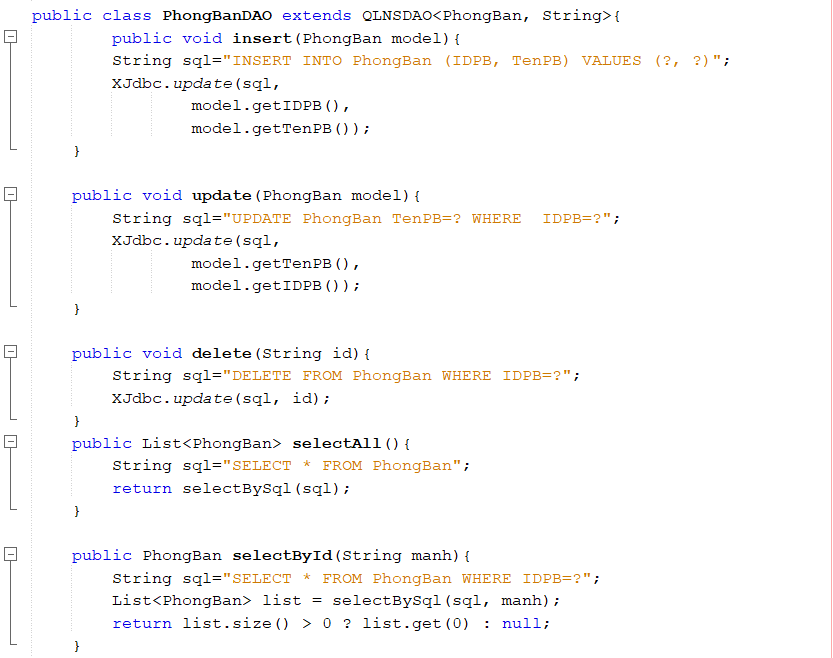 public class PhongBanDAO extends QLNSDAO<PhongBan, String>{
public void insert(PhongBan model){
String sql="INSERT INTO PhongBan (IDPB, TenPB) VALUES (?, ?)";
XJdbc.update(sql,
model.getIDPB(),
model.getTenPB());
}
public void update(PhongBan model){
String sql="UPDATE PhongBan TenPB=? WHERE  IDPB=?";
XJdbc.update(sql,
model.getTenPB(),
model.getIDPB());
}
public void delete(String id){
String sql="DELETE FROM PhongBan WHERE IDPB=?";
XJdbc.update(sql, id);
}
public List<PhongBan> selectAll(){
String sql="SELECT * FROM PhongBan";
return selectBySql(sql);
}
public PhongBan selectById(String manh){
String sql="SELECT * FROM PhongBan WHERE IDPB=?";
List<PhongBan> list = selectBySql(sql, manh);
return list.size() > 0 ? list.get(0) : null;
}